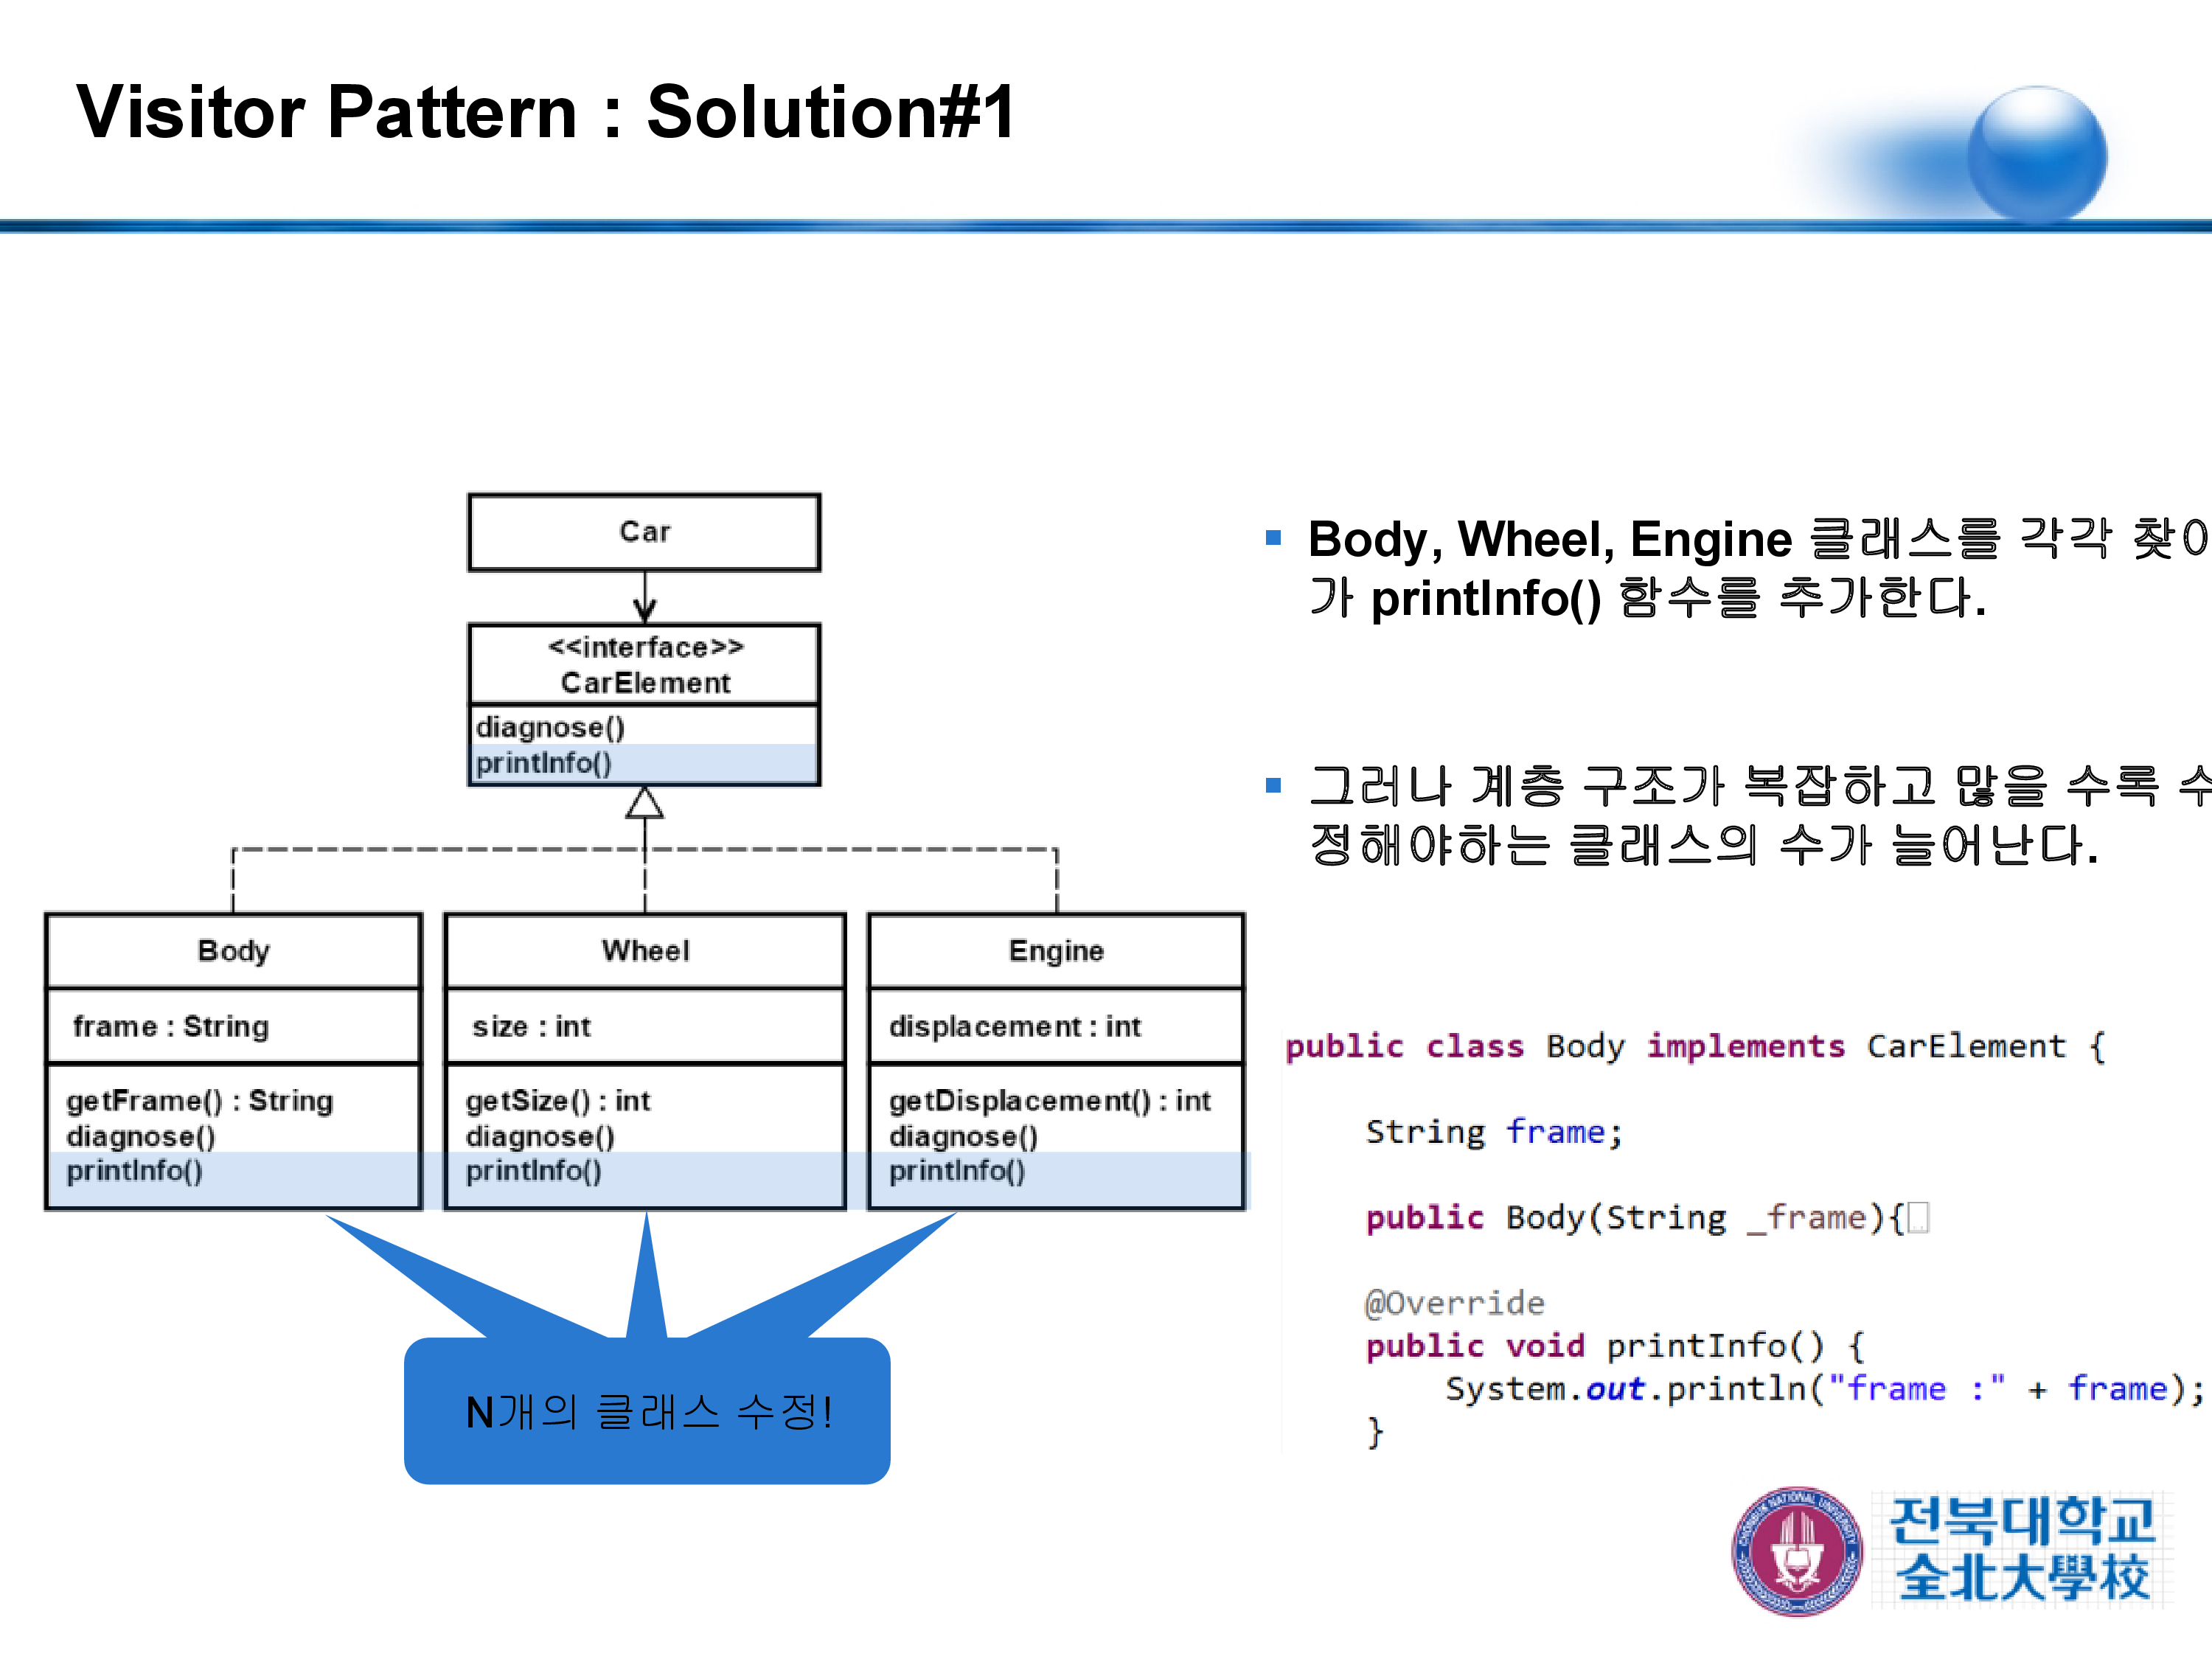 Visitor Pattern : Solution#1
Car
<<interface>>
CarElement
diagnose()
printInfo()
Body
frame : String
getFrame() : String
diagnose()
printInfo()
Wheel
size : int
getSize() : int
diagnose()
printInfo()
Engine
displacement : int
getDisplacement() : int
diagnose()
printInfo()
N개의 클래스 수정!
Body, Wheel, Engine 클래스를 각각 찾아
가 printInfo() 함수를 추가한다.
그러나 계층 구조가 복잡하고 많을 수록 수
정해야하는 클래스의 수가 늘어난다.
public class Body implements CarElement {
String frame;
public Body(String _frame){
@Override
public void printInfo() {
System.out.println("frame :" + frame);
}
CHONBUK NATIONAL UNIVERSITY
전북대학교
全北大學校